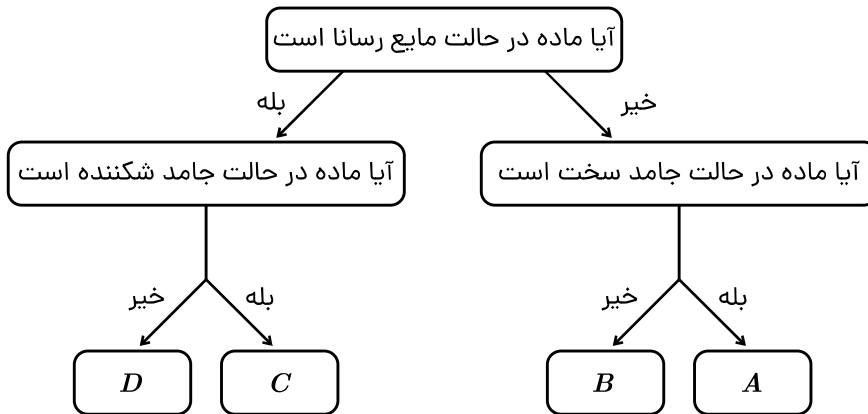 آیا ماده در حالت مایع رسانا است
خیر
بله
آیا ماده در حالت جامد سخت است
آیا ماده در حالت جامد شکننده است
بله
خیر
بله
خیر
A
B
C
D